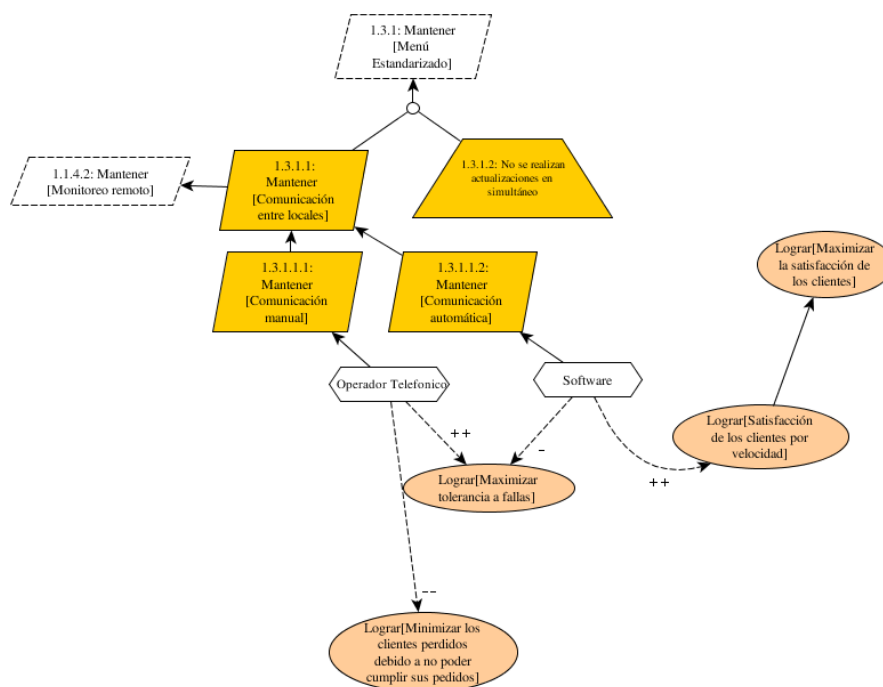 1.3.1: Mantener
[Menú
Estandarizado]
1.1.4.2: Mantener
[Monitoreo remoto]
1.3.1.1:
Mantener
[Comunicación
entre locales]
1.3.1.2: No se realizan
actualizaciones en
simultáneo
1.3.1.1.1:
Mantener
[Comunicación
manual]
1.3.1.1.2:
Mantener
[Comunicación
automática]
Lograr[Maximizar
la satisfacción de
los clientes]
Operador Telefonico
Software
Lograr[Satisfacción
de los clientes por
velocidad]
++
-
++
Lograr[Maximizar
tolerancia a fallas]
--
Lograr[Minimizar los
clientes perdidos
debido a no poder
cumplir sus pedidos]